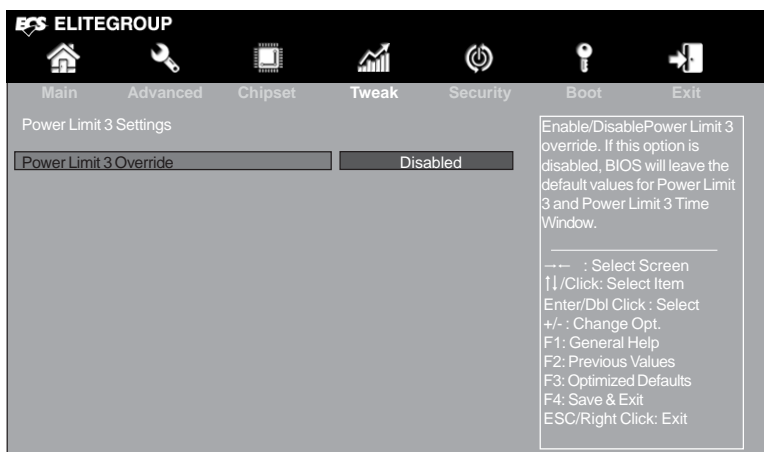 ECS ELITEGROUP
Main Advanced Chipset Tweak Security Boot Exit
Power Limit 3 Settings
Power Limit 3 Override Disabled
Enable/DisablePower Limit 3
override. If this option is
disabled, BIOS will leave the
default values for Power Limit
3 and Power Limit 3 Time
Window.
→← : Select Screen
↑↓/Click: Select Item
Enter/Dbl Click : Select
+/- : Change Opt.
F1: General Help
F2: Previous Values
F3: Optimized Defaults
F4: Save & Exit
ESC/Right Click: Exit